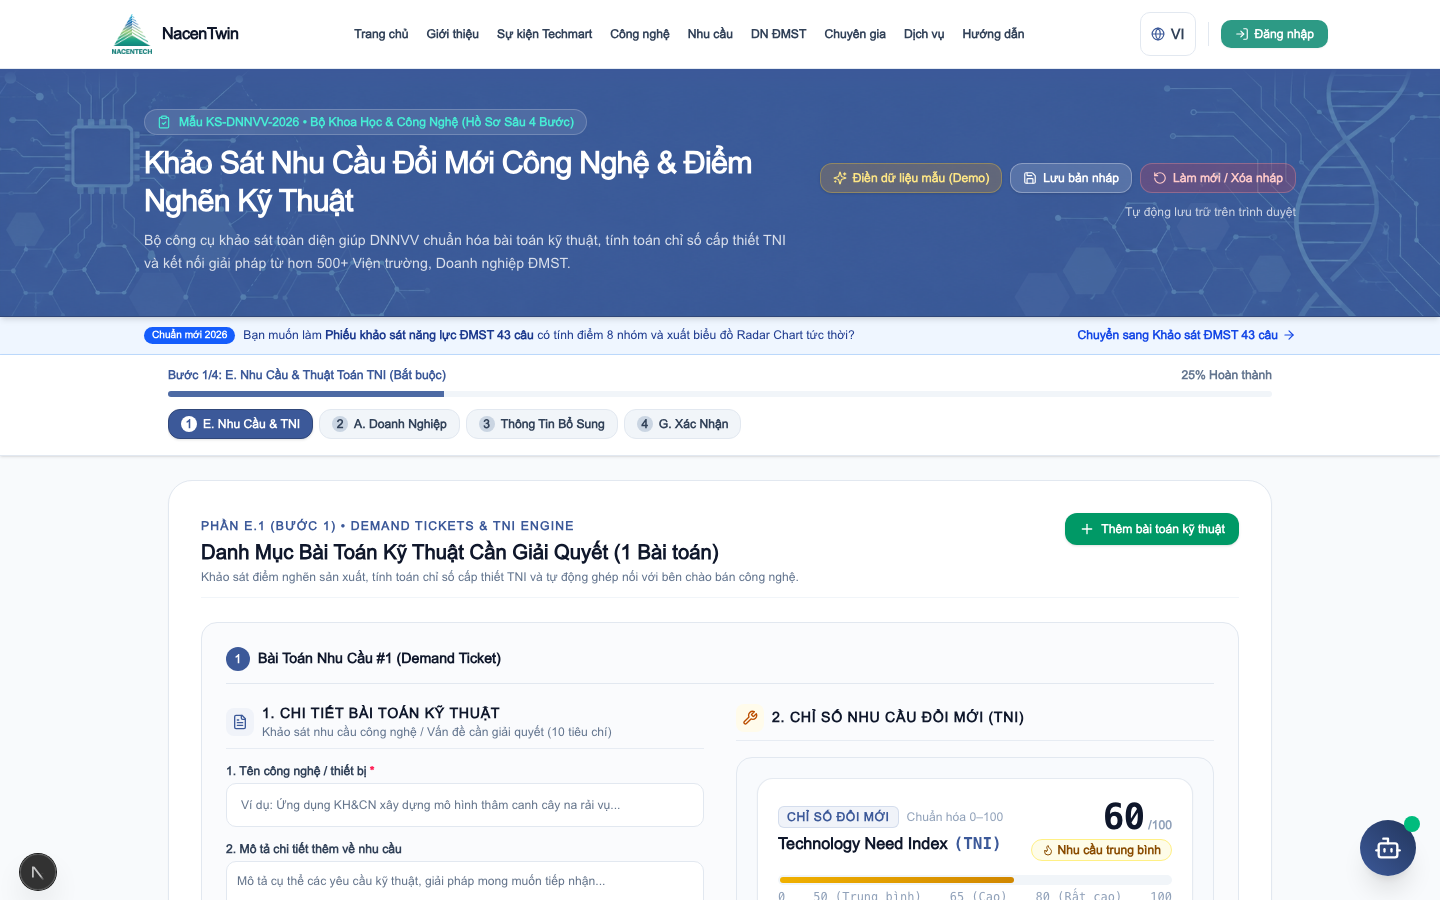 NACENTECH
NacenTwin
Trang chủ
Giới thiệu
Sự kiện Techmart
Công nghệ
Nhu cầu
DN ĐMST
Chuyên gia
Dịch vụ
Hướng dẫn
VI
Đăng nhập
Mẫu KS-DNNVV-2026 • Bộ Khoa Học & Công Nghệ (Hồ Sơ Sâu 4 Bước)
Khảo Sát Nhu Cầu Đổi Mới Công Nghệ & Điểm
Nghẽn Kỹ Thuật
Bộ công cụ khảo sát toàn diện giúp DNNVV chuẩn hóa bài toán kỹ thuật, tính toán chỉ số cấp thiết TNI
và kết nối giải pháp từ hơn 500+ Viện trường, Doanh nghiệp ĐMST.
Điền dữ liệu mẫu (Demo)
Lưu bản nháp
Làm mới / Xóa nháp
Tự động lưu trữ trên trình duyệt
Chuẩn mới 2026
Bạn muốn làm Phiếu khảo sát năng lực ĐMST 43 câu có tính điểm 8 nhóm và xuất biểu đồ Radar Chart tức thời?
Chuyển sang Khảo sát ĐMST 43 câu →
Bước 1/4: E. Nhu Cầu & Thuật Toán TNI (Bắt buộc)
25% Hoàn thành
1 E. Nhu Cầu & TNI
2 A. Doanh Nghiệp
3 Thông Tin Bổ Sung
4 G. Xác Nhận
PHẦN E.1 (BƯỚC 1) • DEMAND TICKETS & TNI ENGINE
Danh Mục Bài Toán Kỹ Thuật Cần Giải Quyết (1 Bài toán)
Khảo sát điểm nghẽn sản xuất, tính toán chỉ số cấp thiết TNI và tự động ghép nối với bên chào bán công nghệ.
+ Thêm bài toán kỹ thuật
1 Bài Toán Nhu Cầu #1 (Demand Ticket)
1. CHI TIẾT BÀI TOÁN KỸ THUẬT
Khảo sát nhu cầu công nghệ / Vấn đề cần giải quyết (10 tiêu chí)
1. Tên công nghệ / thiết bị *
Ví dụ: Ứng dụng KH&CN xây dựng mô hình thâm canh cây na rải vụ...
2. Mô tả chi tiết thêm về nhu cầu
Mô tả cụ thể các yêu cầu kỹ thuật, giải pháp mong muốn tiếp nhận...
2. CHỈ SỐ NHU CẦU ĐỔI MỚI (TNI)
CHỈ SỐ ĐỔI MỚI
Chuẩn hóa 0–100
Technology Need Index (TNI)
60 /100
Nhu cầu trung bình
0 50 (Trung bình) 65 (Cao) 80 (Rất cao) 100